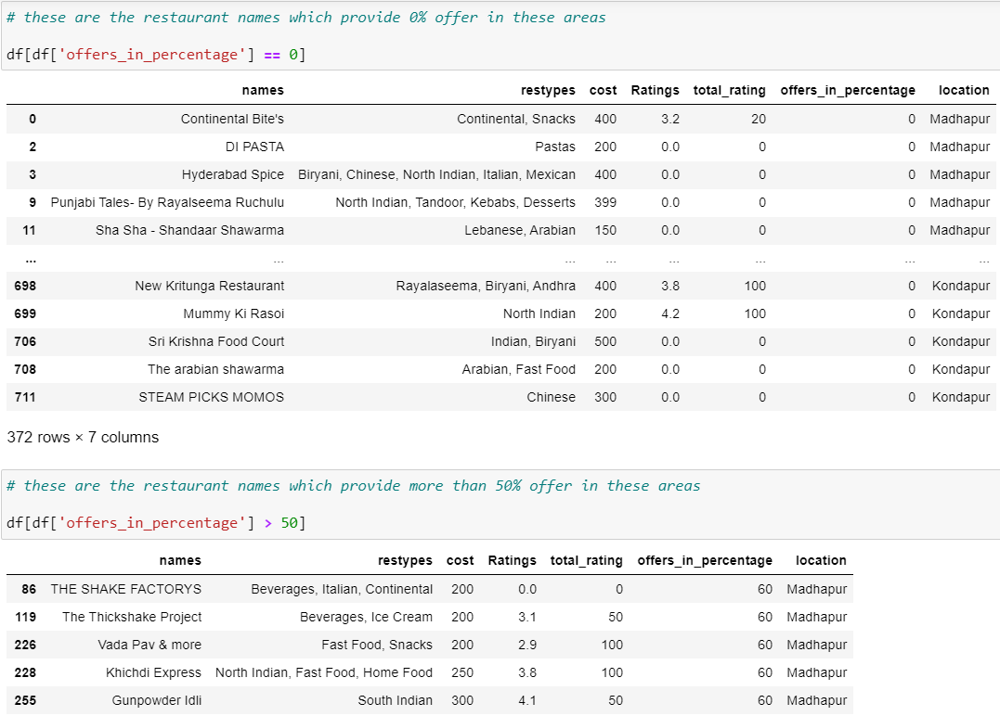 # these are the restaurant names which provide 0% offer in these areas
df[df['offers_in_percentage'] == 0]
names restypes cost Ratings total_rating offers_in_percentage location
0 Continental Bite's Continental, Snacks 400 3.2 20 0 Madhapur
2 DI PASTA Pastas 200 0.0 0 0 Madhapur
3 Hyderabad Spice Biryani, Chinese, North Indian, Italian, Mexican 400 0.0 0 0 Madhapur
9 Punjabi Tales- By Rayalseema Ruchulu North Indian, Tandoor, Kebabs, Desserts 399 0.0 0 0 Madhapur
11 Sha Sha - Shandaar Shawarma Lebanese, Arabian 150 0.0 0 0 Madhapur
... ... ... ... ... ... ... ...
698 New Kritunga Restaurant Rayalaseema, Biryani, Andhra 400 3.8 100 0 Kondapur
699 Mummy Ki Rasoi North Indian 200 4.2 100 0 Kondapur
706 Sri Krishna Food Court Indian, Biryani 500 0.0 0 0 Kondapur
708 The arabian shawarma Arabian, Fast Food 200 0.0 0 0 Kondapur
711 STEAM PICKS MOMOS Chinese 300 0.0 0 0 Kondapur
372 rows × 7 columns
# these are the restaurant names which provide more than 50% offer in these areas
df[df['offers_in_percentage'] > 50]
names restypes cost Ratings total_rating offers_in_percentage location
86 THE SHAKE FACTORYS Beverages, Italian, Continental 200 0.0 0 60 Madhapur
119 The Thickshake Project Beverages, Ice Cream 200 3.1 50 60 Madhapur
226 Vada Pav & more Fast Food, Snacks 200 2.9 100 60 Madhapur
228 Khichdi Express North Indian, Fast Food, Home Food 250 3.8 100 60 Madhapur
255 Gunpowder Idli South Indian 300 4.1 50 60 Madhapur